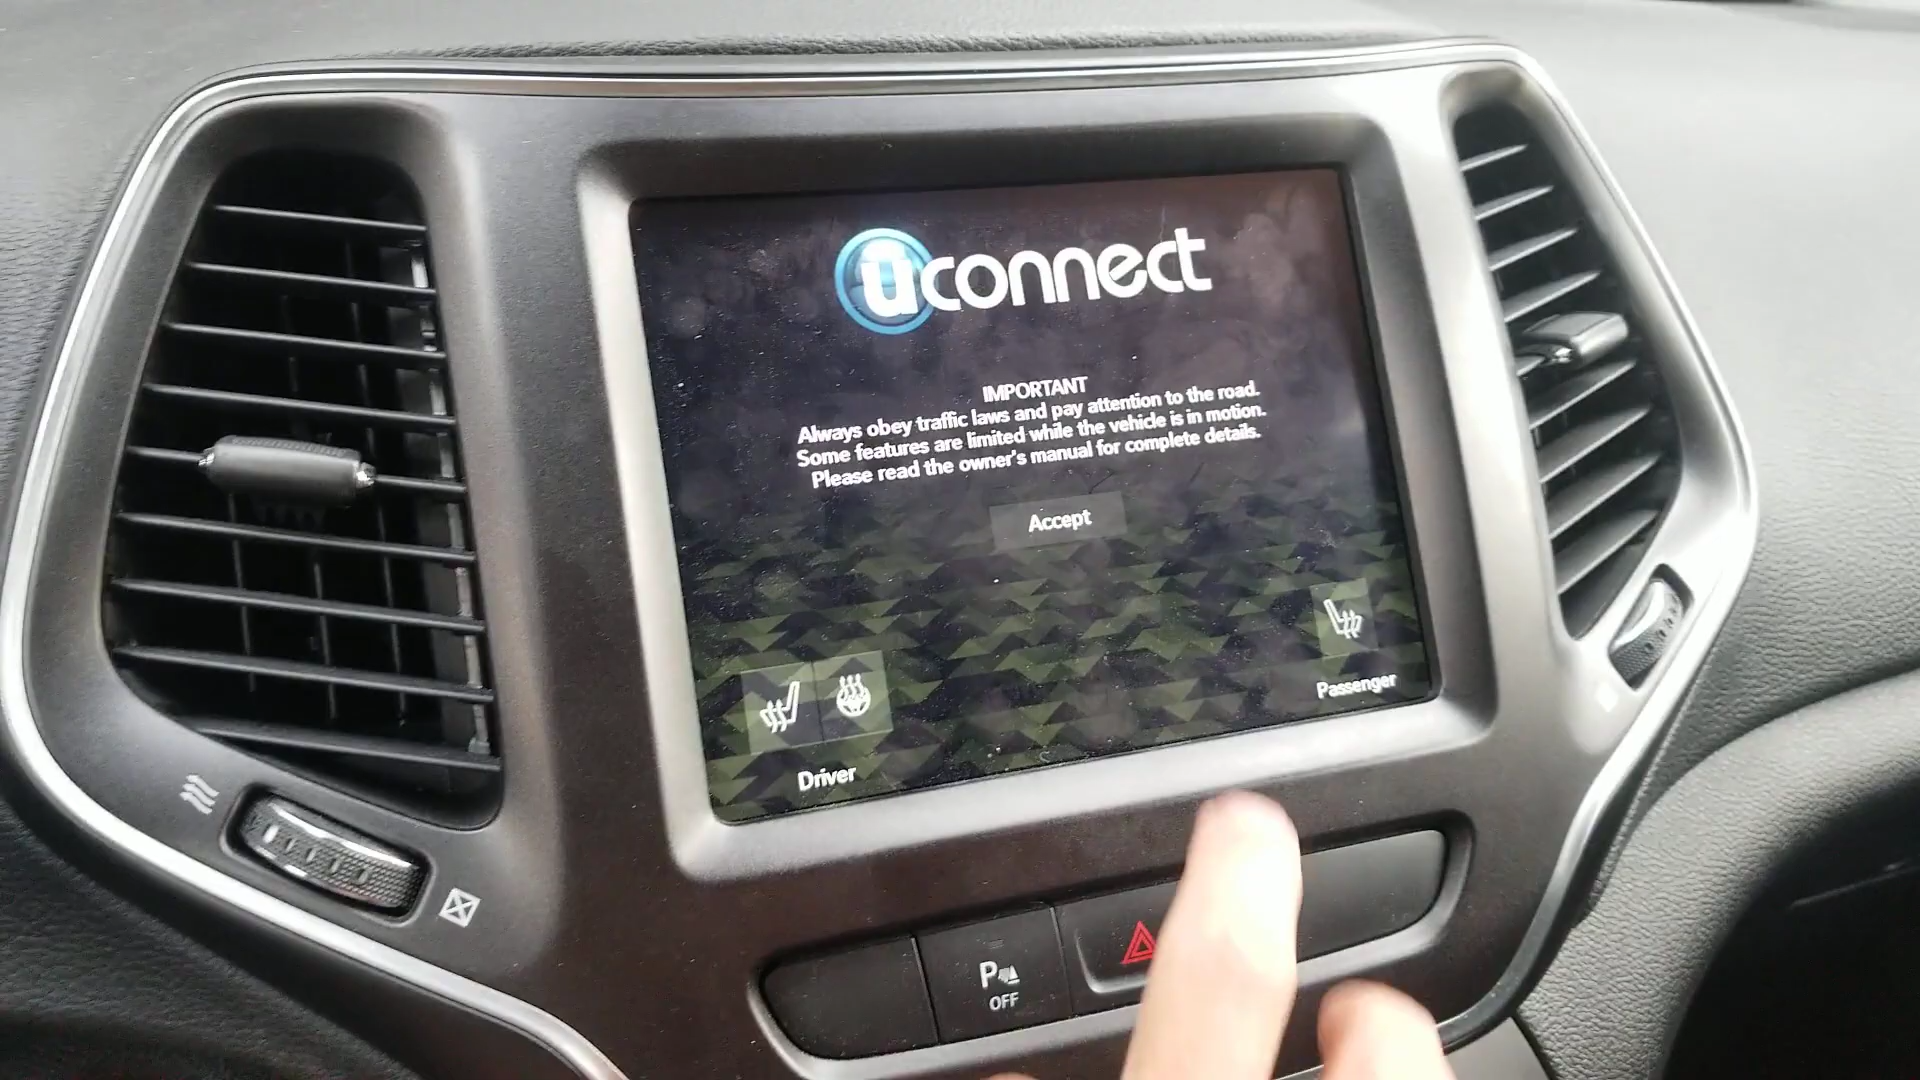 uconnect
IMPORTANT
Always obey traffic laws and pay attention to the road.
Some features are limited while the vehicle is in motion.
Please read the owner's manual for complete details.
Accept
Driver
Passenger
P
OFF